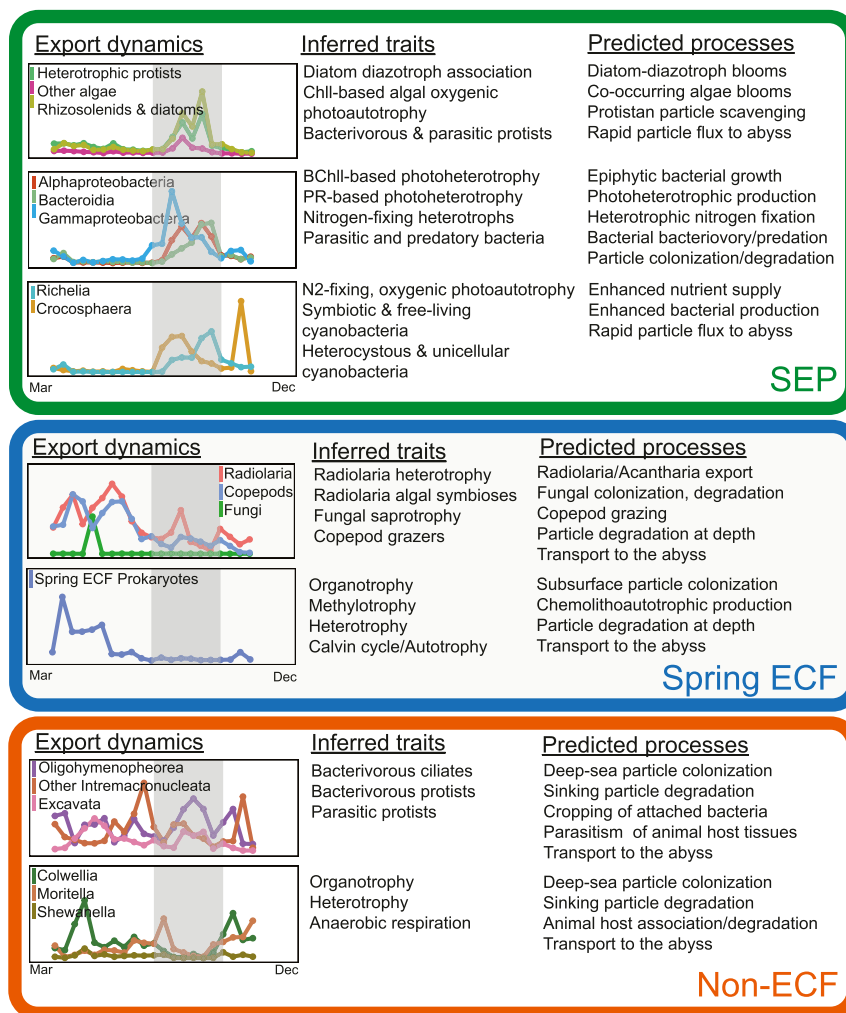 Export dynamics
Inferred traits
Predicted processes
Heterotrophic protists
Other algae
Rhizosolenids & diatoms
Diatom diazotroph association
Chll-based algal oxygenic
photoautotrophy
Bacterivorous & parasitic protists
Diatom-diazotroph blooms
Co-occurring algae blooms
Protistan particle scavenging
Rapid particle flux to abyss
Alphaproteobacteria
Bacteroidia
Gammaproteobacteria
BChll-based photoheterotrophy
PR-based photoheterotrophy
Nitrogen-fixing heterotrophs
Parasitic and predatory bacteria
Epiphytic bacterial growth
Photoheterotrophic production
Heterotrophic nitrogen fixation
Bacterial bacteriovory/predation
Particle colonization/degradation
Richelia
Crocosphaera
N2-fixing, oxygenic photoautotrophy
Symbiotic & free-living
cyanobacteria
Heterocystous & unicellular
cyanobacteria
Enhanced nutrient supply
Enhanced bacterial production
Rapid particle flux to abyss
Mar
Dec
SEP
Export dynamics
Inferred traits
Predicted processes
Radiolaria
Copepods
Fungi
Radiolaria heterotrophy
Radiolaria algal symbioses
Fungal saprotrophy
Copepod grazers
Radiolaria/Acantharia export
Fungal colonization, degradation
Copepod grazing
Particle degradation at depth
Transport to the abyss
Spring ECF Prokaryotes
Organotrophy
Methylotrophy
Heterotrophy
Calvin cycle/Autotrophy
Subsurface particle colonization
Chemolithoautotrophic production
Particle degradation at depth
Transport to the abyss
Mar
Dec
Spring ECF
Export dynamics
Inferred traits
Predicted processes
Oligohymenopheorea
Other Intremacronucleata
Excavata
Bacterivorous ciliates
Bacterivorous protists
Parasitic protists
Deep-sea particle colonization
Sinking particle degradation
Cropping of attached bacteria
Parasitism of animal host tissues
Transport to the abyss
Colwellia
Moritella
Shewanella
Organotrophy
Heterotrophy
Anaerobic respiration
Deep-sea particle colonization
Sinking particle degradation
Animal host association/degradation
Transport to the abyss
Mar
Dec
Non-ECF